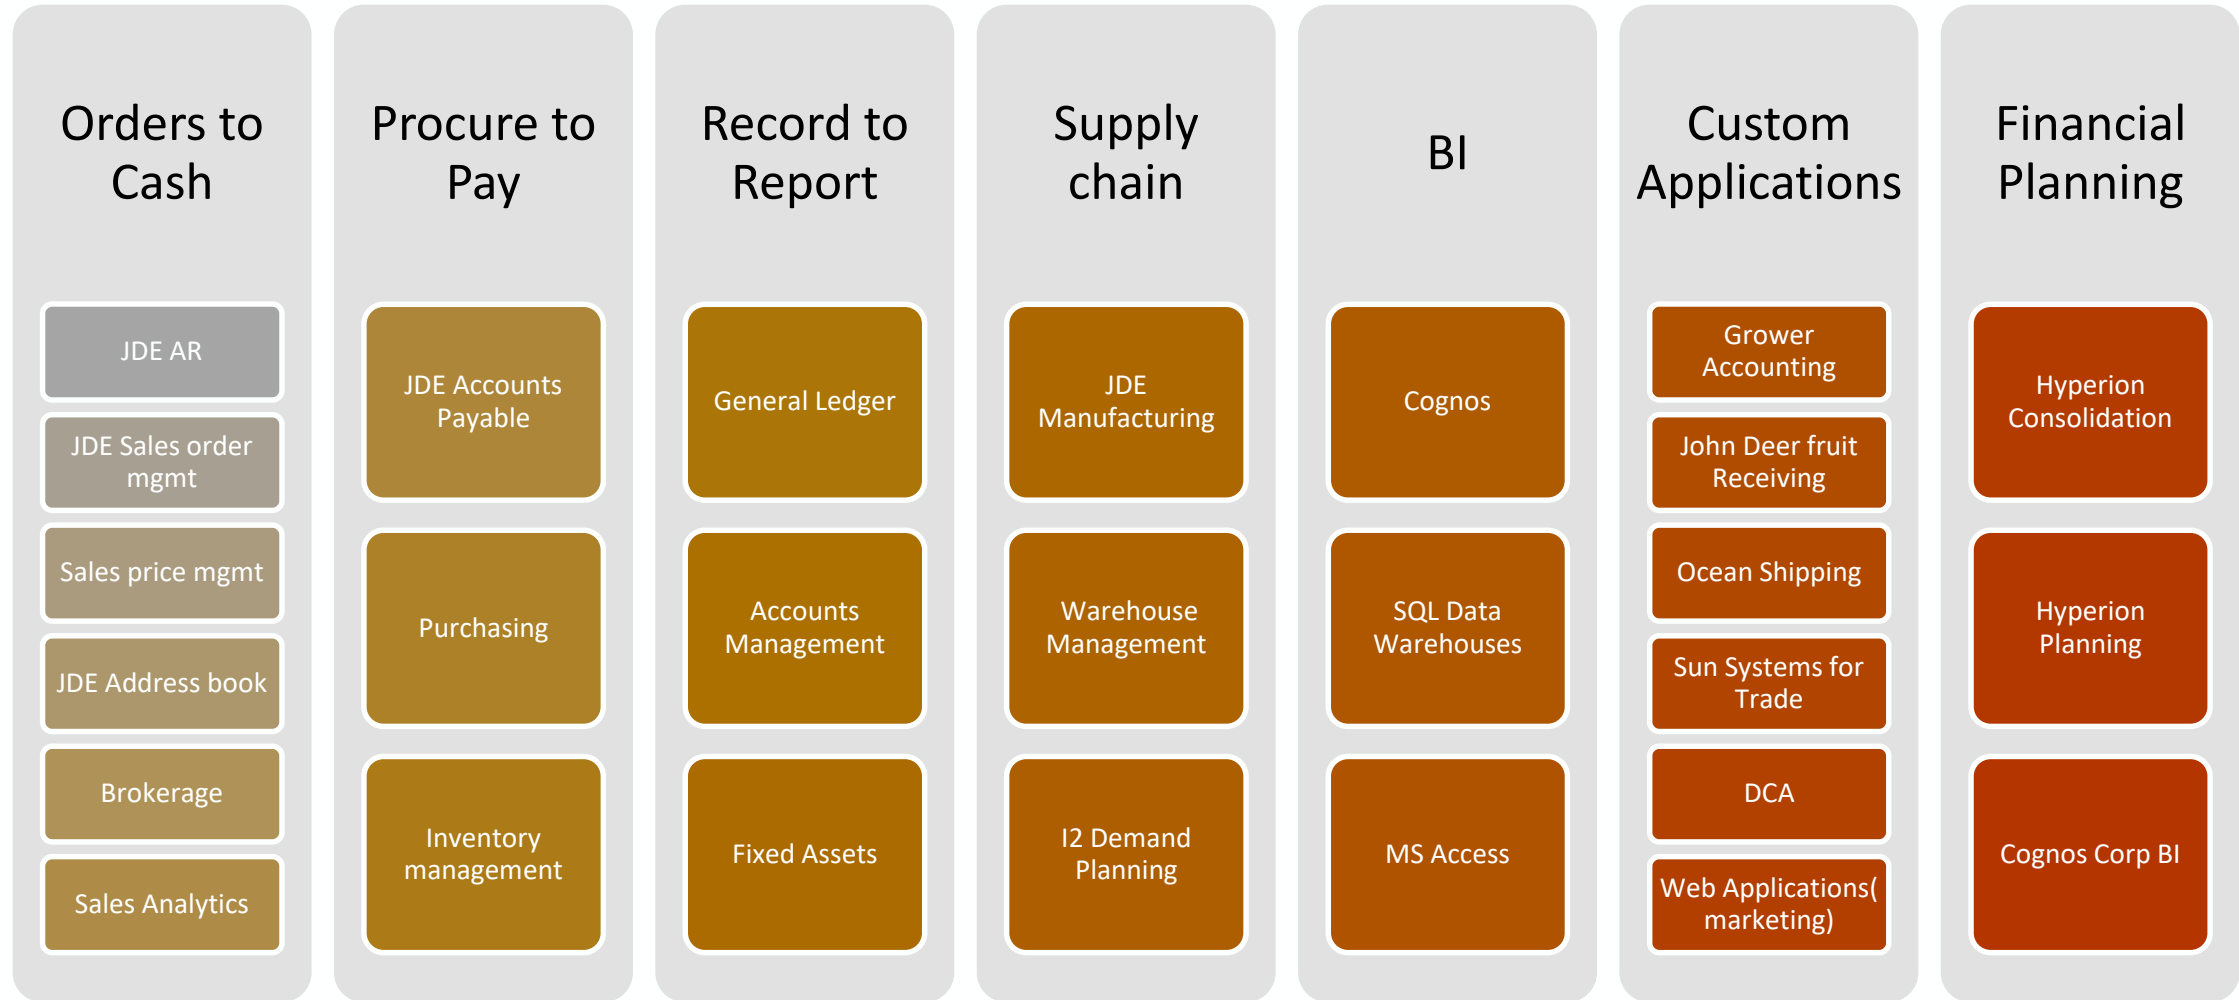 Orders to
Cash
JDE AR
JDE Sales order
mgmt
Sales price mgmt
JDE Address book
Brokerage
Sales Analytics
Procure to
Pay
JDE Accounts
Payable
Purchasing
Inventory
management
Record to
Report
General Ledger
Accounts
Management
Fixed Assets
Supply
chain
JDE
Manufacturing
Warehouse
Management
I2 Demand
Planning
BI
Cognos
SQL Data
Warehouses
MS Access
Custom
Applications
Grower
Accounting
John Deer fruit
Receiving
Ocean Shipping
Sun Systems for
Trade
DCA
Web Applications(
marketing)
Financial
Planning
Hyperion
Consolidation
Hyperion
Planning
Cognos Corp BI